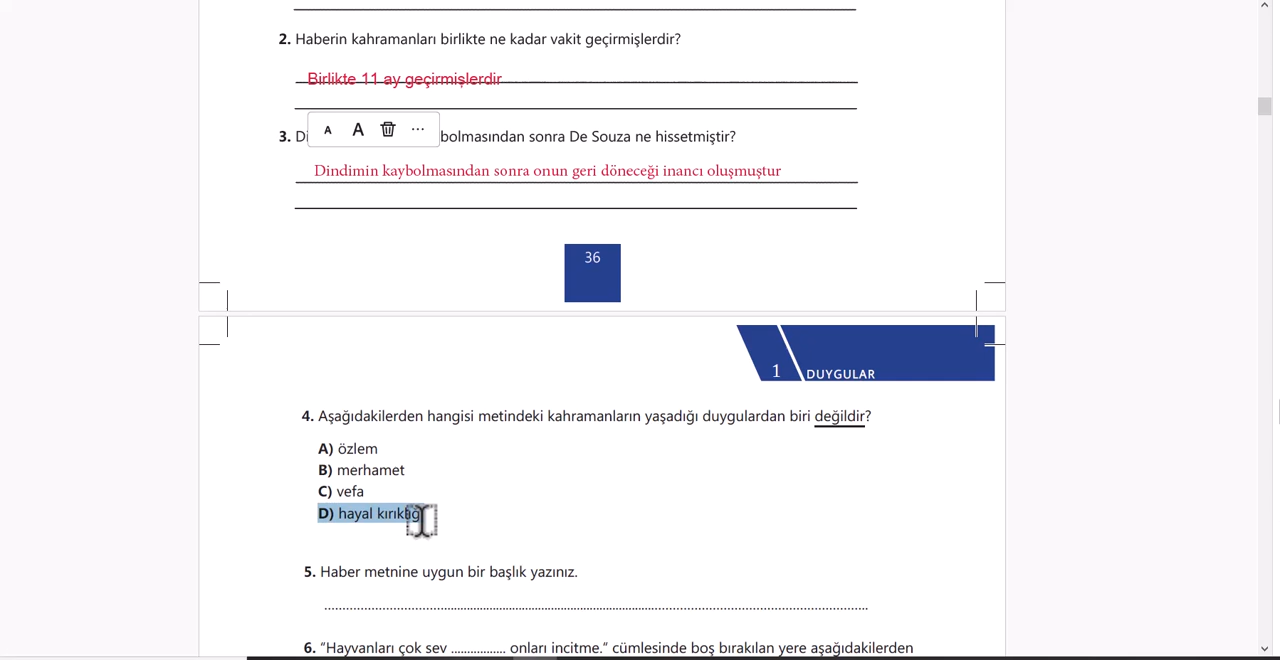 2. Haberin kahramanları birlikte ne kadar vakit geçirmişlerdir?
Birlikte 11 ay geçirmişlerdir
A A ...
3. bolmasından sonra De Souza ne hissetmiştir?
Dindimin kaybolmasından sonra onun geri döneceği inancı oluşmuştur
36
1 DUYGULAR
4. Aşağıdakilerden hangisi metindeki kahramanların yaşadığı duygulardan biri değildir?
A) özlem
B) merhamet
C) vefa
D) hayal
5. Haber metnine uygun bir başlık yazınız.
6. “Hayvanları çok sev ................ onları incitme.” cümlesinde boş bırakılan yere aşağıdakilerden